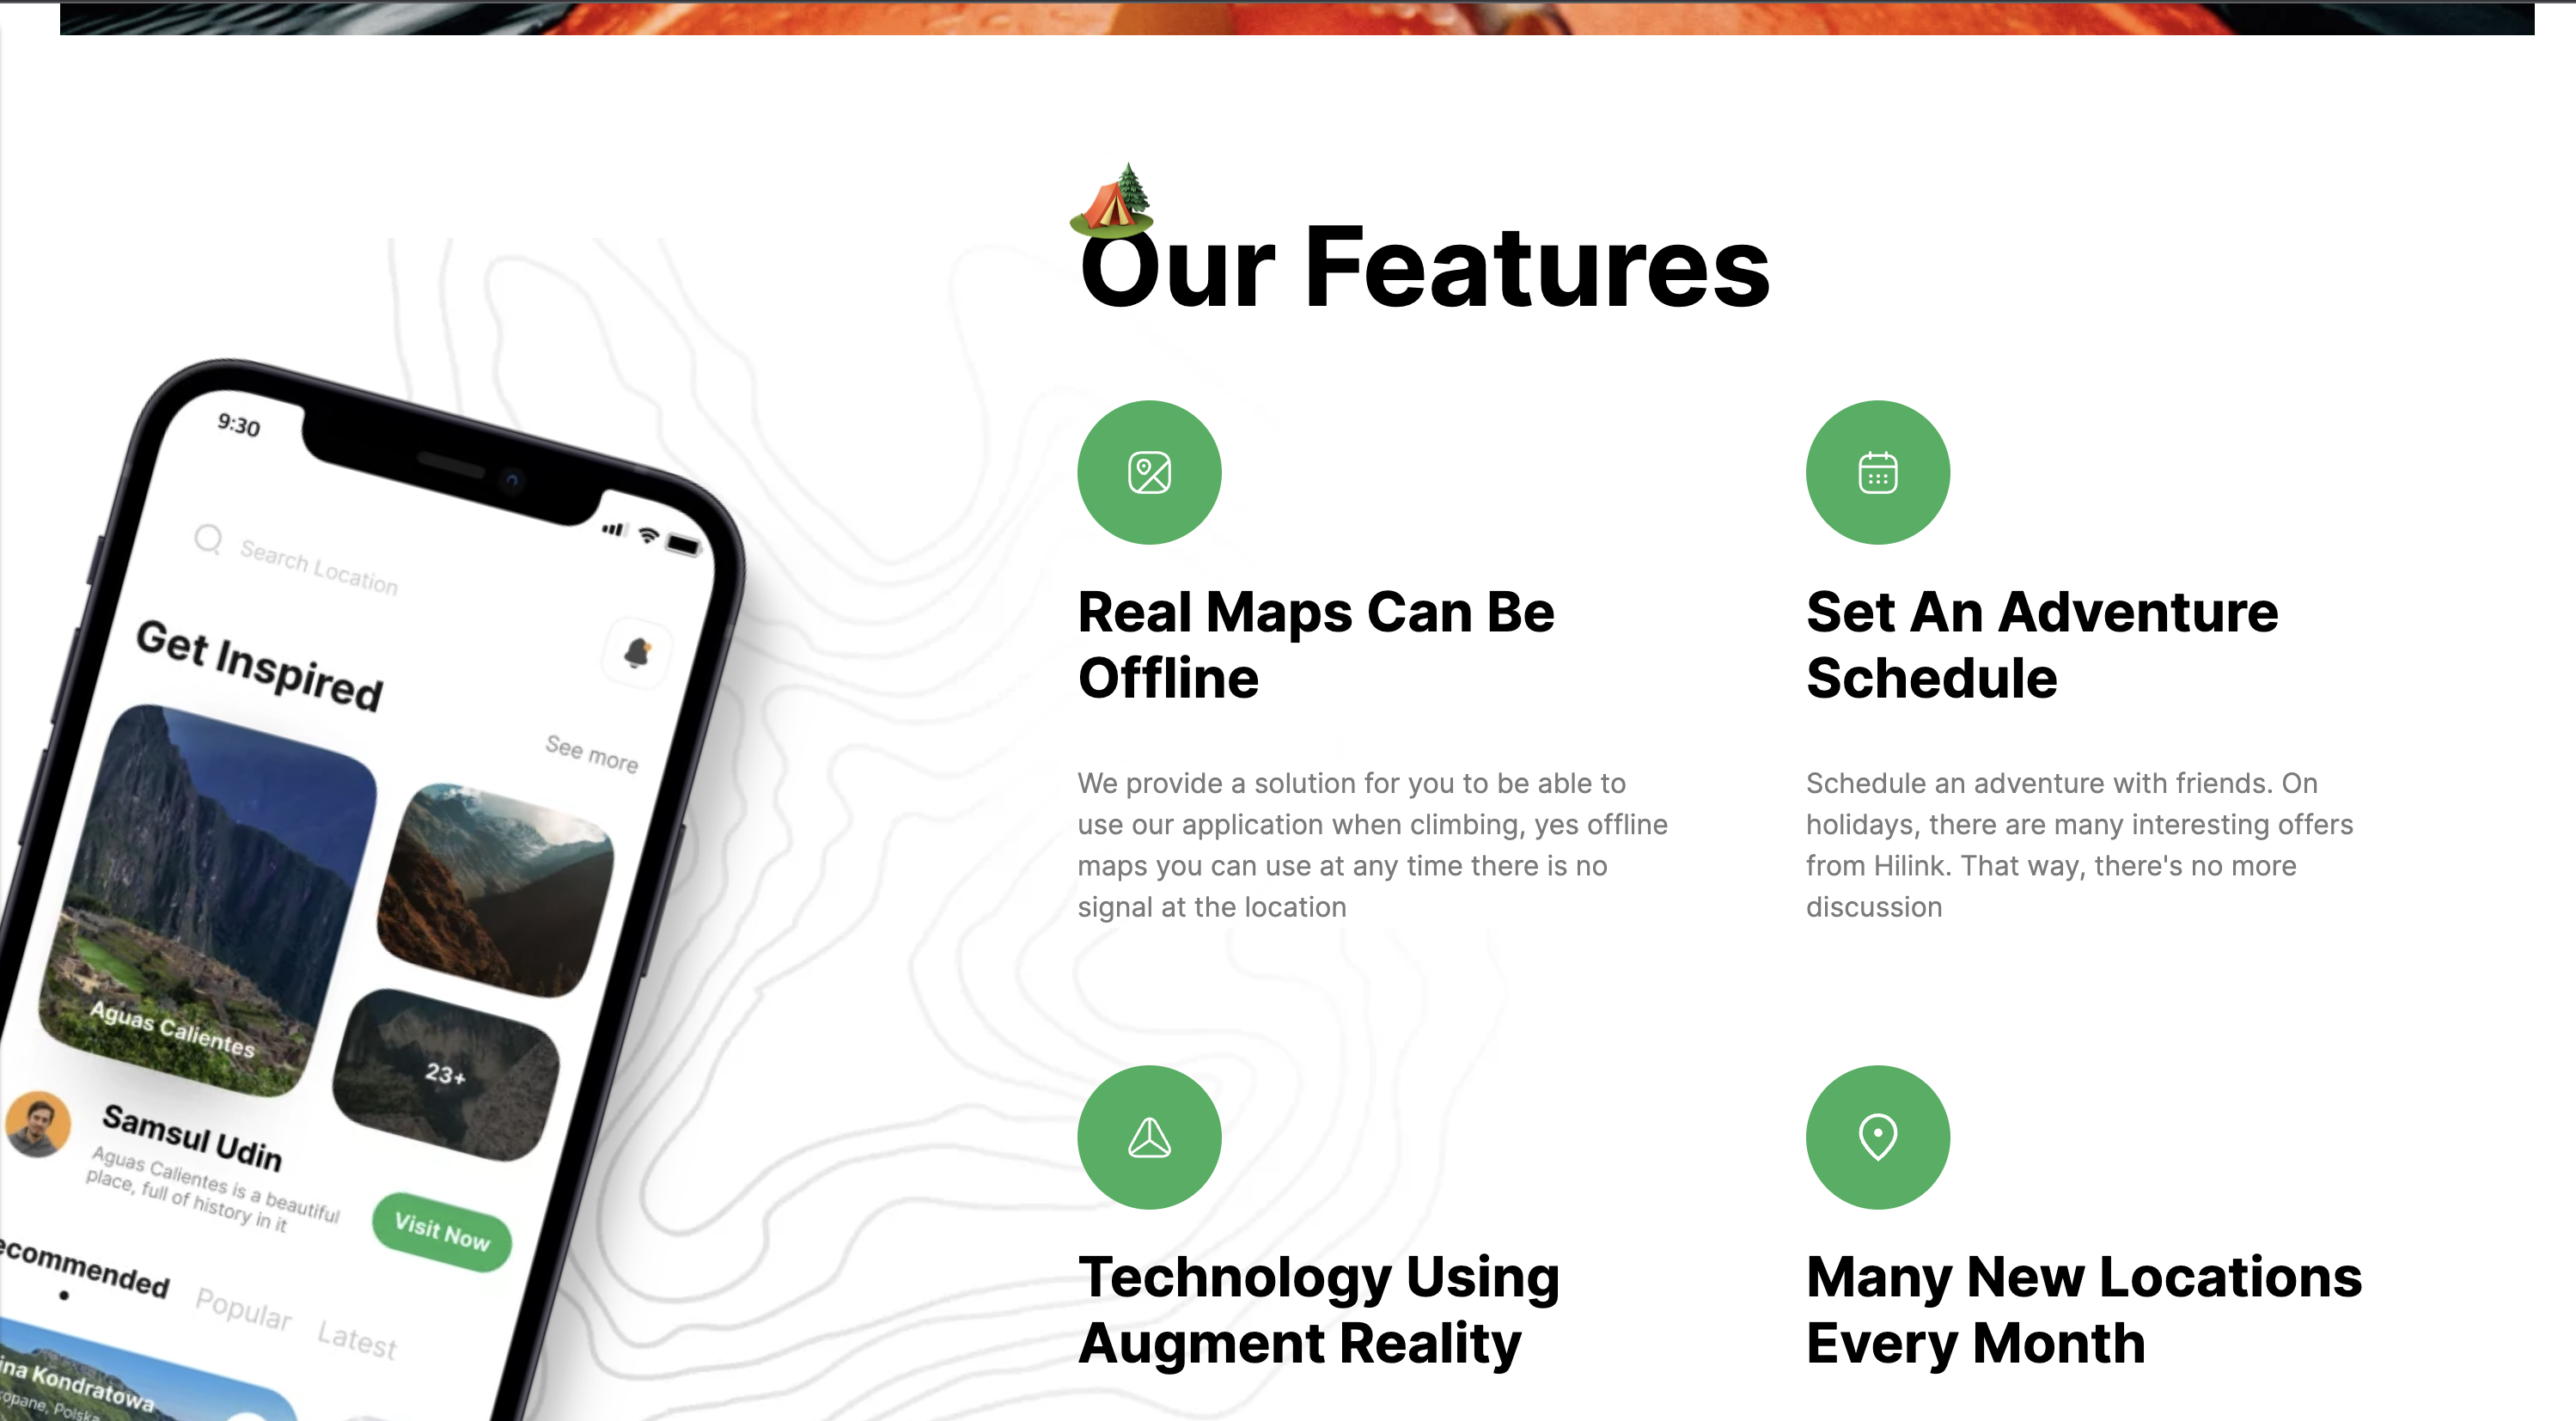 Our Features
9:30
Search Location
Get Inspired
See more
Aguas Calientes
23+
Samsul Udin
Aguas Calientes is a beautiful
place, full of history in it
Visit Now
ecommended
Popular
Latest
ina Kondratowa
opane, Polska
Real Maps Can Be
Offline
We provide a solution for you to be able to
use our application when climbing, yes offline
maps you can use at any time there is no
signal at the location
Set An Adventure
Schedule
Schedule an adventure with friends. On
holidays, there are many interesting offers
from Hilink. That way, there's no more
discussion
Technology Using
Augment Reality
Many New Locations
Every Month